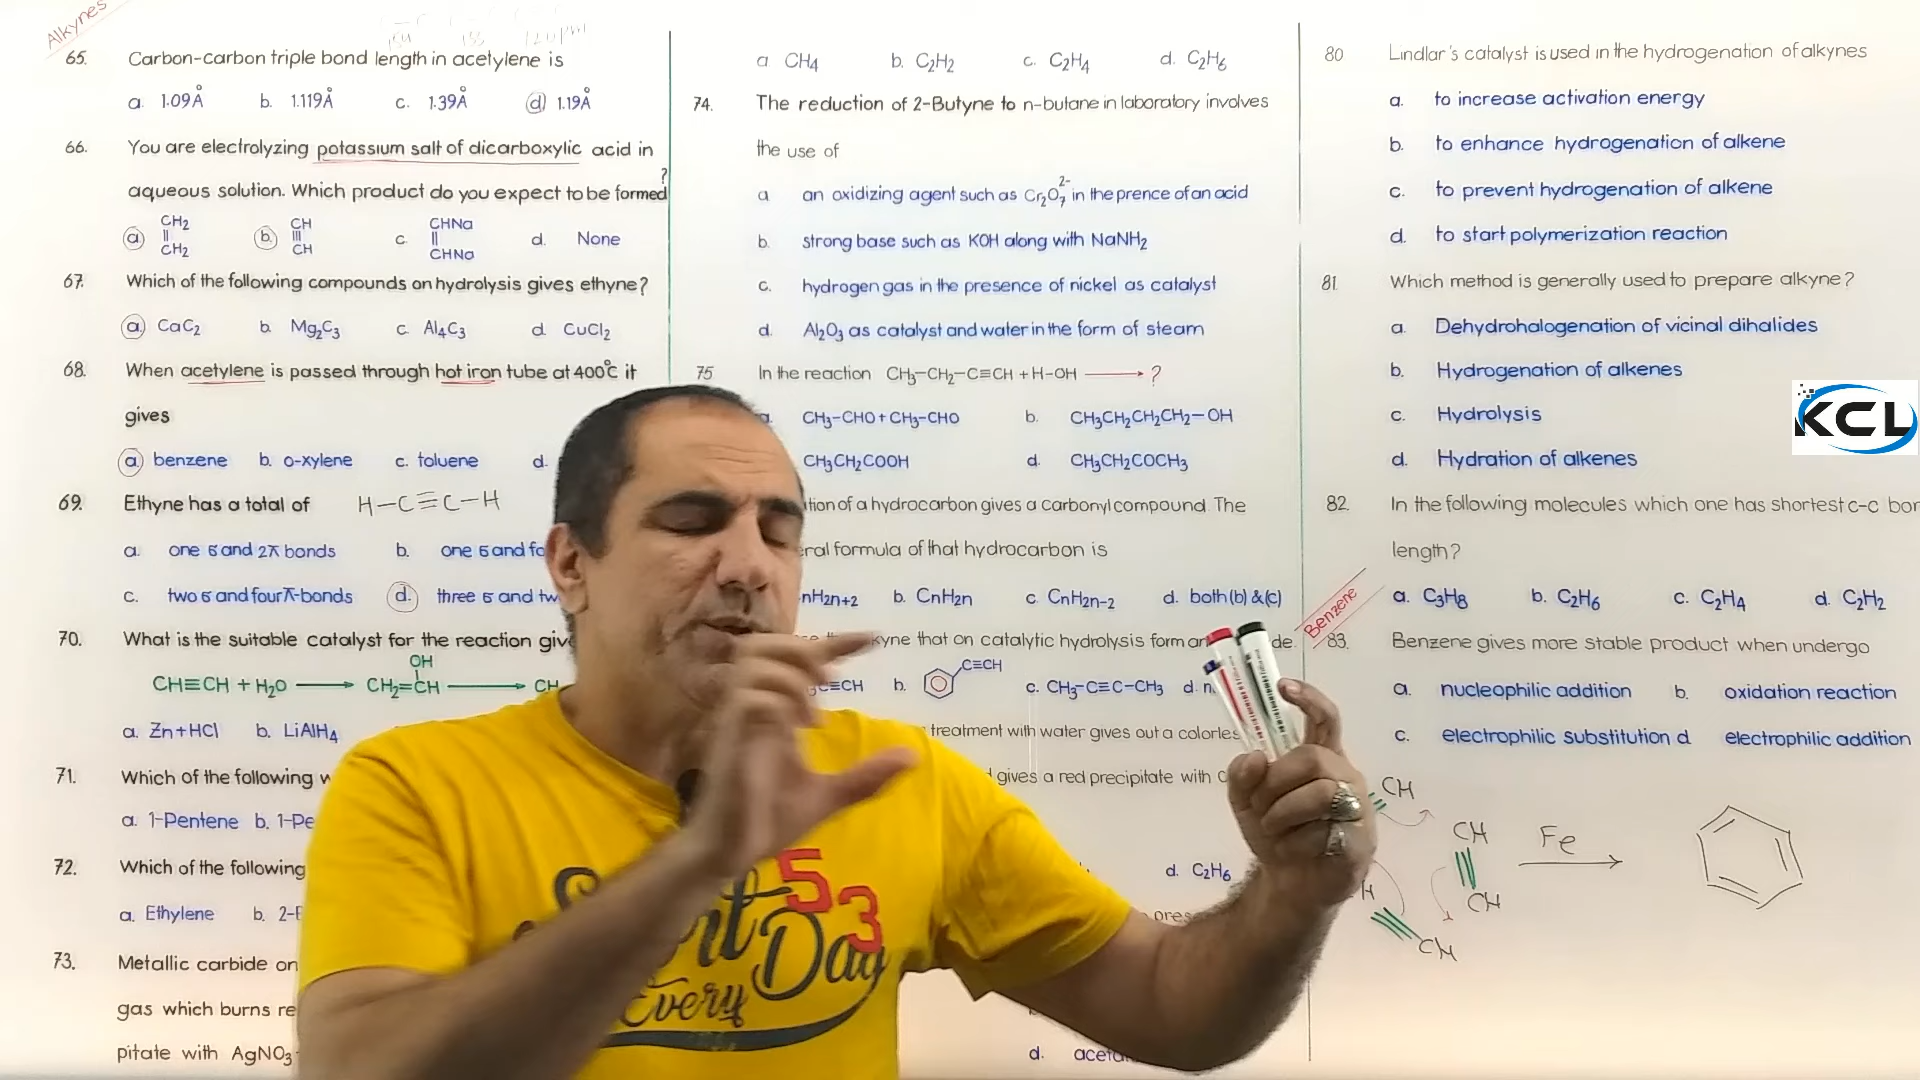 Alkynes
65. Carbon-carbon triple bond length in acetylene is
a. 1.09Å b. 1.119Å c. 1.39Å d. 1.19Å
66. You are electrolyzing potassium salt of dicarboxylic acid in
aqueous solution. Which product do you expect to be formed?
a. CH2=CH2 b. CH≡CH c. CHNa=CHNa d. None
67. Which of the following compounds on hydrolysis gives ethyne?
a. CaC2 b. Mg2C3 c. Al4C3 d. CuCl2
68. When acetylene is passed through hot iron tube at 400°C it
gives
a. benzene b. o-xylene c. toluene d.
69. Ethyne has a total of H-C≡C-H
a. one σ and 2π bonds b. one σ and
c. two σ and four π-bonds d. three σ and
70. What is the suitable catalyst for the reaction
CH≡CH + H2O ⟶ CH2=CH ⟶ CH
OH
a. Zn+HCl b. LiAlH4
71. Which of the following
a. 1-Pentene b.
72. Which of the following
a. Ethylene b.
73. Metallic carbide on
gas which burns
pitate with AgNO3
a. CH4 b. C2H2 c. C2H4 d. C2H6
74. The reduction of 2-Butyne to n-butane in laboratory involves
the use of
a. an oxidizing agent such as Cr2O7 2- in the prence of an acid
b. strong base such as KOH along with NaNH2
c. hydrogen gas in the presence of nickel as catalyst
d. Al2O3 as catalyst and water in the form of steam
75 In the reaction CH3-CH2-C≡CH + H-OH ⟶ ?
a. CH3-CHO + CH3-CHO b. CH3CH2CH2CH2-OH
CH3CH2COOH d. CH3CH2COCH3
of a hydrocarbon gives a carbonyl compound. The
formula of that hydrocarbon is
nH2n+2 b. CnH2n c. CnH2n-2 d. both (b) & (c)
that on catalytic hydrolysis form an
C≡CH b. C≡CH c. CH3-C≡C-CH3 d.
treatment with water gives out a
gives a red precipitate with
d. C2H6
d.
80 Lindlar's catalyst is used in the hydrogenation of alkynes
a. to increase activation energy
b. to enhance hydrogenation of alkene
c. to prevent hydrogenation of alkene
d. to start polymerization reaction
81. Which method is generally used to prepare alkyne?
a. Dehydrohalogenation of vicinal dihalides
b. Hydrogenation of alkenes
c. Hydrolysis
d. Hydration of alkenes
KCL
82. In the following molecules which one has shortest c-c
length?
a. C3H8 b. C2H6 c. C2H4 d. C2H2
Benzene
83. Benzene gives more stable product when undergo
a. nucleophilic addition b. oxidation reaction
c. electrophilic substitution d electrophilic addition
CH
CH Fe
CH
CH
Day
Every
53